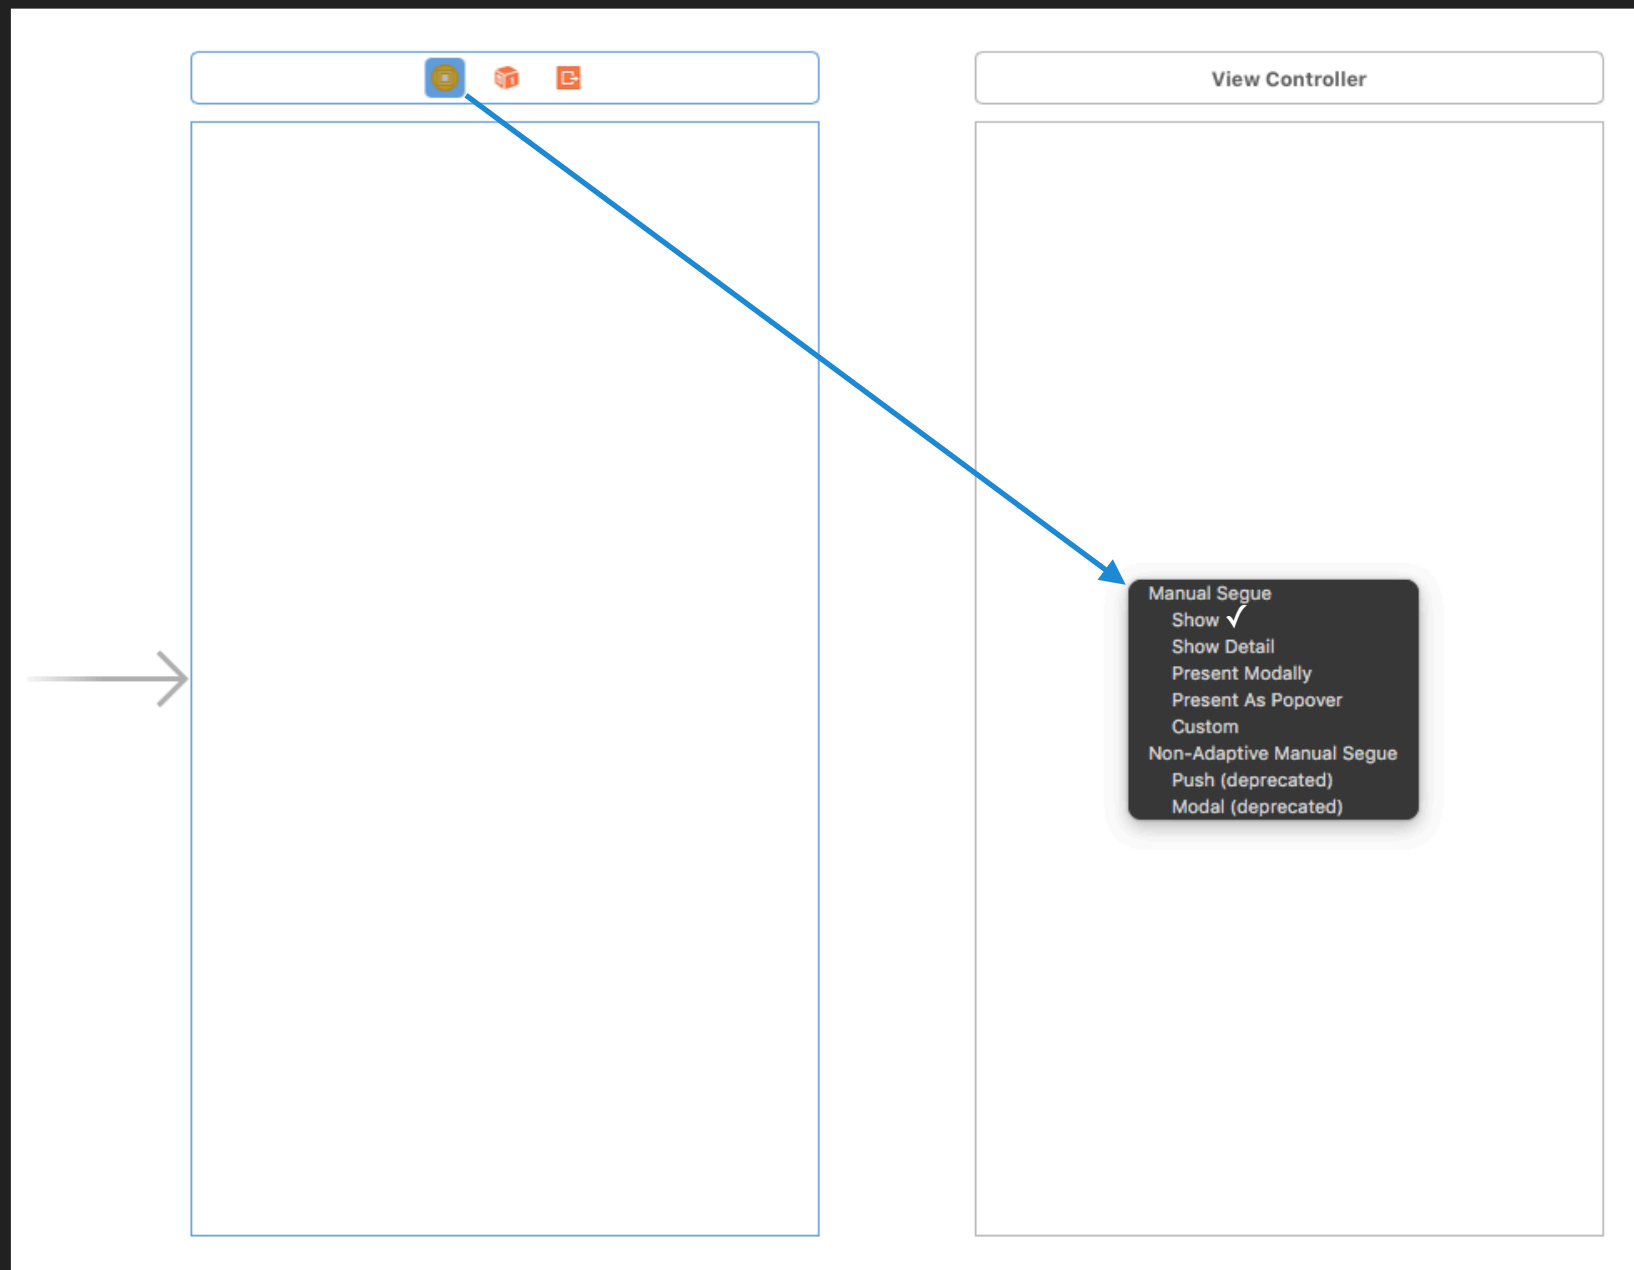 View Controller
Manual Segue
Show ✓
Show Detail
Present Modally
Present As Popover
Custom
Non-Adaptive Manual Segue
Push (deprecated)
Modal (deprecated)